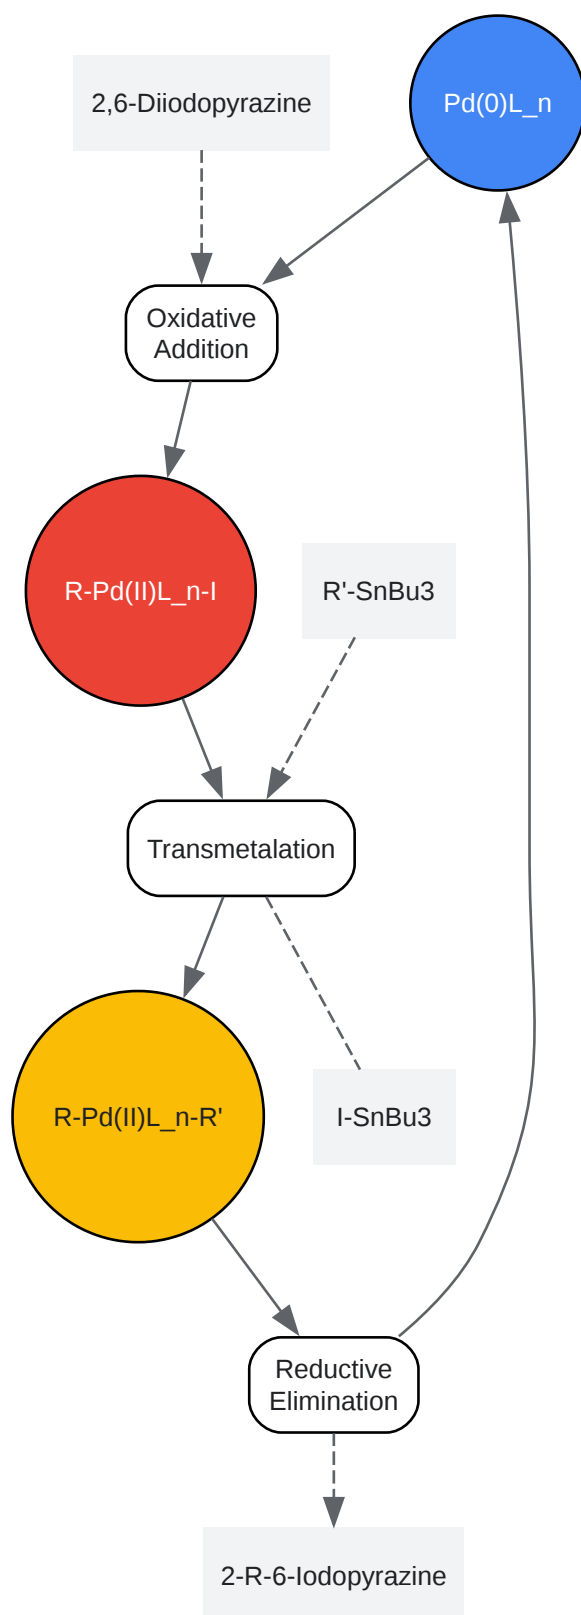 2,6-Diiodopyrazine
Pd(0)L_n
Oxidative
Addition
R-Pd(II)L_n-I
R'-SnBu3
Transmetalation
R-Pd(II)L_n-R'
I-SnBu3
Reductive
Elimination
2-R-6-Iodopyrazine